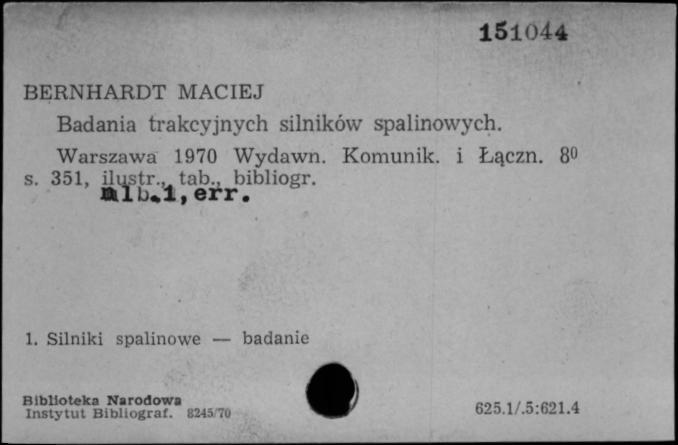 151044
BERNHARDT MACIEJ
Badania trakcyjnych silników spalinowych.
Warszawa 1970 Wydawn. Komunik. i Łączn. 8⁰
s. 351, ilustr., tab., bibliogr.
nlb.1, err.
1. Silniki spalinowe — badanie
Biblioteka Narodowa
Instytut Bibliograf. 8245/70
625.1/.5:621.4